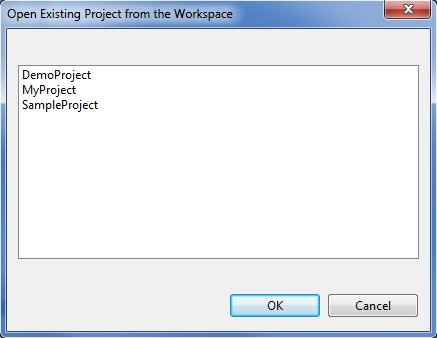 Open Existing Project from the Workspace
DemoProject
MyProject
SampleProject
OK
Cancel